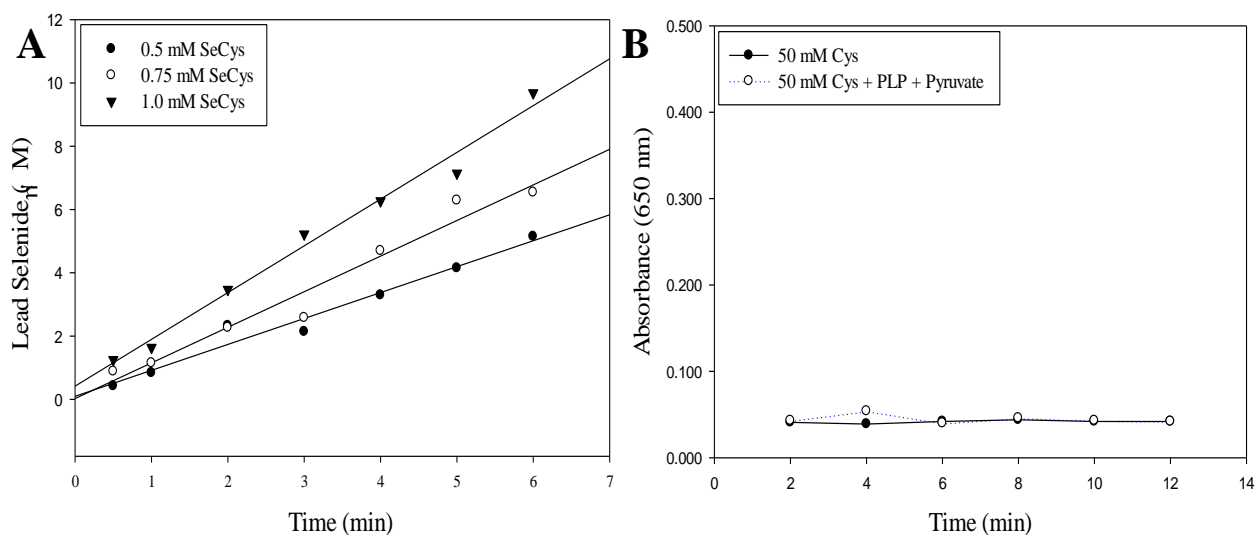 A
0.5 mM SeCys
0.75 mM SeCys
1.0 mM SeCys
12
10
8
6
4
2
0
Lead Selenide, ( M)
0 1 2 3 4 5 6 7
Time (min)
B
50 mM Cys
50 mM Cys + PLP + Pyruvate
0.500
0.400
0.300
0.200
0.100
0.000
Absorbance (650 nm)
0 2 4 6 8 10 12 14
Time (min)